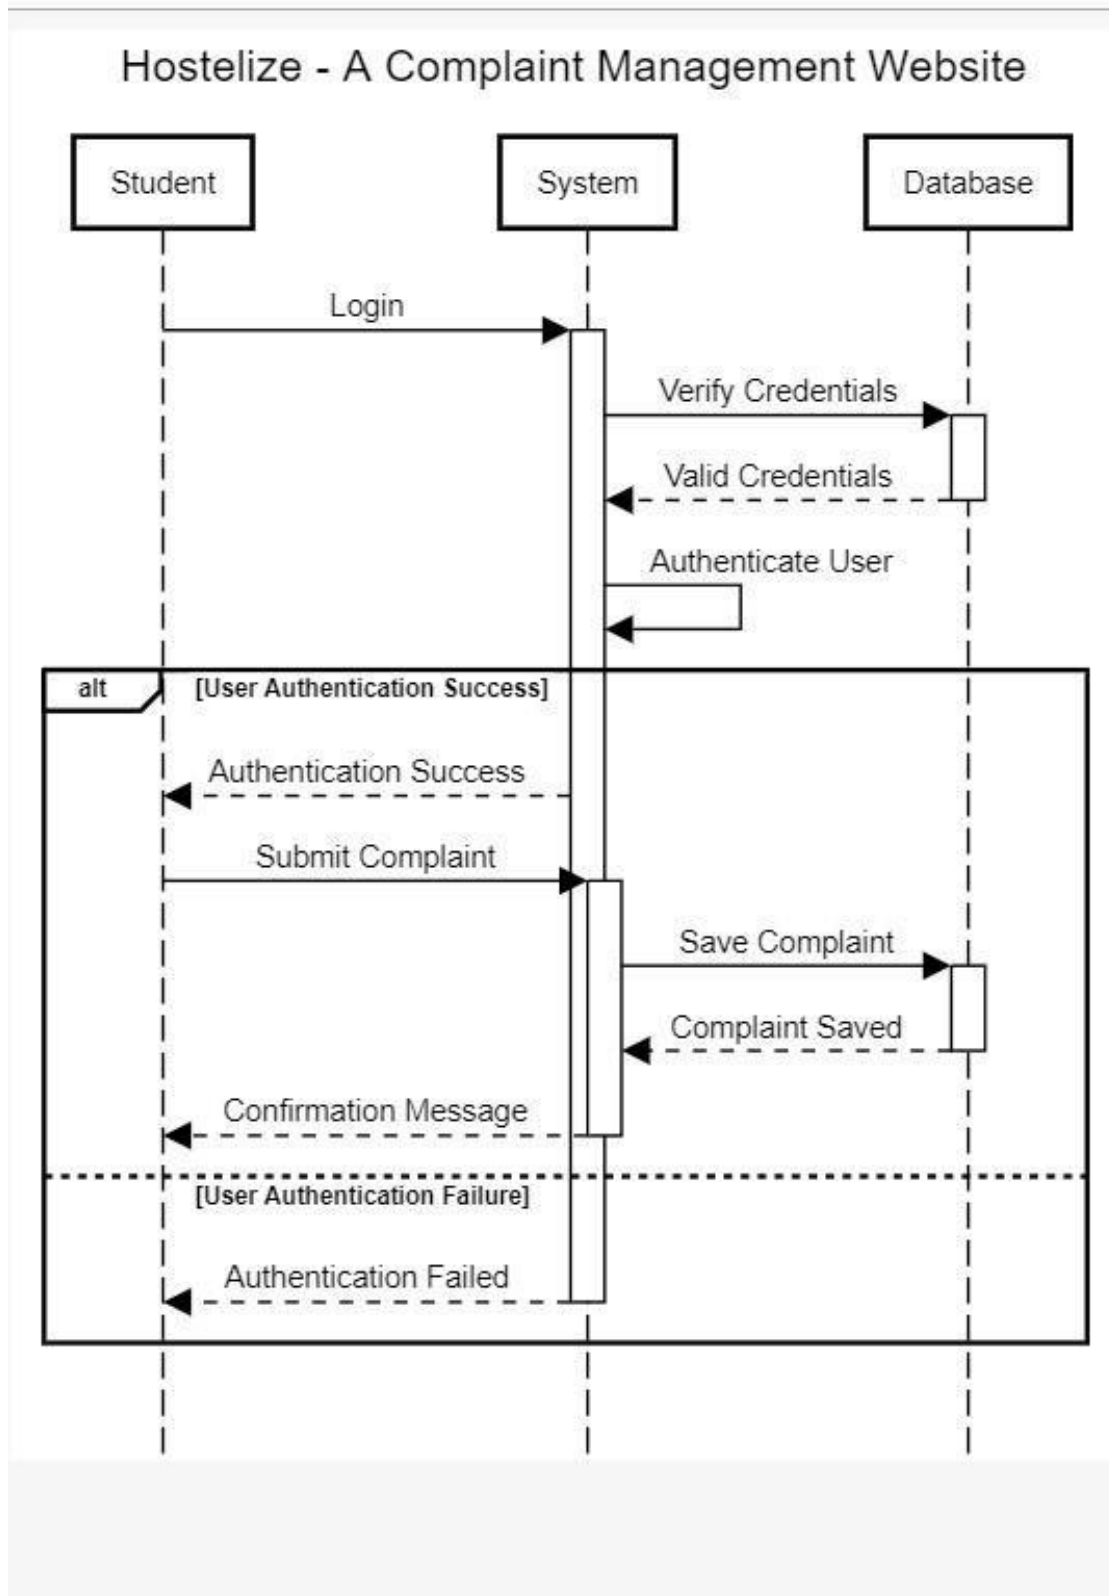 Hostelize - A Complaint Management Website
Student
System
Database
Login
Verify Credentials
Valid Credentials
Authenticate User
alt
[User Authentication Success]
Authentication Success
Submit Complaint
Save Complaint
Complaint Saved
Confirmation Message
[User Authentication Failure]
Authentication Failed